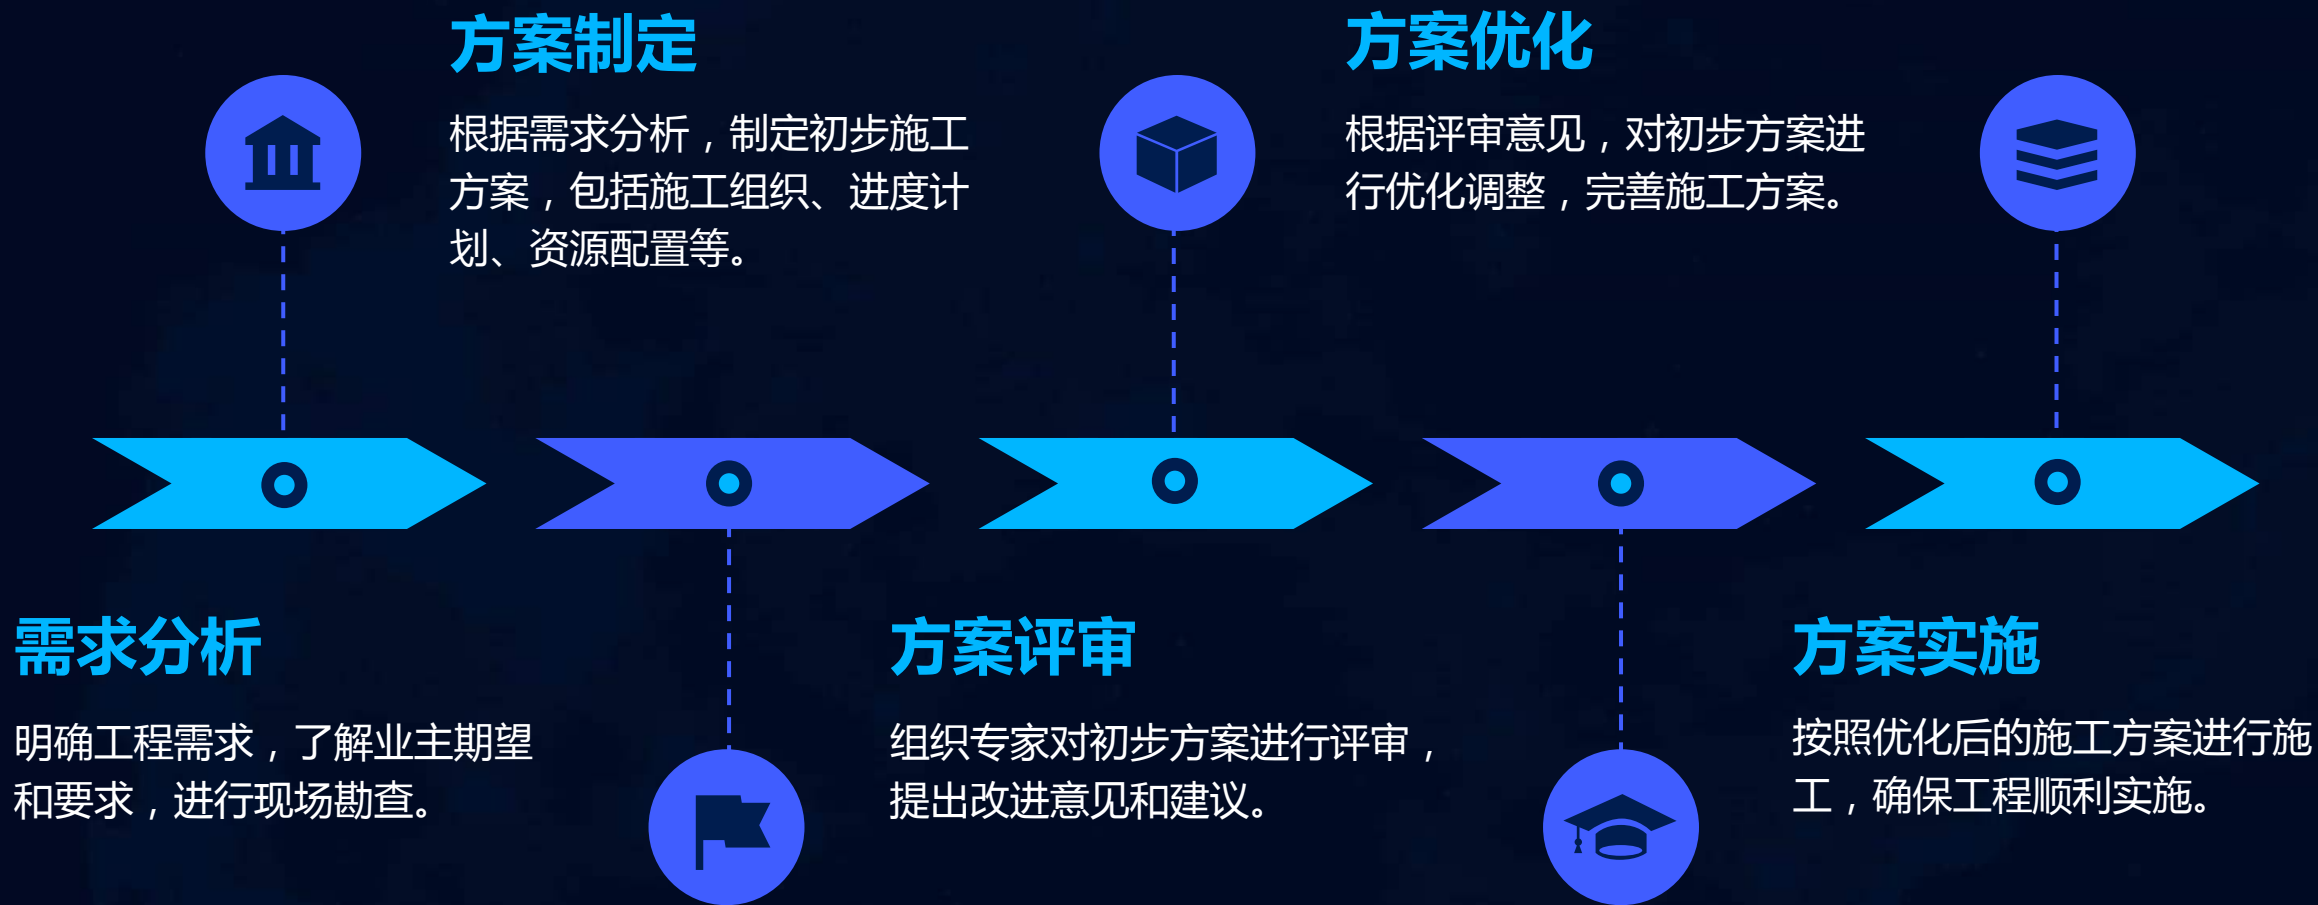 方案制定
根据需求分析，制定初步施工
方案，包括施工组织、进度计
划、资源配置等。
方案优化
根据评审意见，对初步方案进
行优化调整，完善施工方案。
需求分析
明确工程需求，了解业主期望
和要求，进行现场勘查。
方案评审
组织专家对初步方案进行评审，
提出改进意见和建议。
方案实施
按照优化后的施工方案进行施
工，确保工程顺利实施。